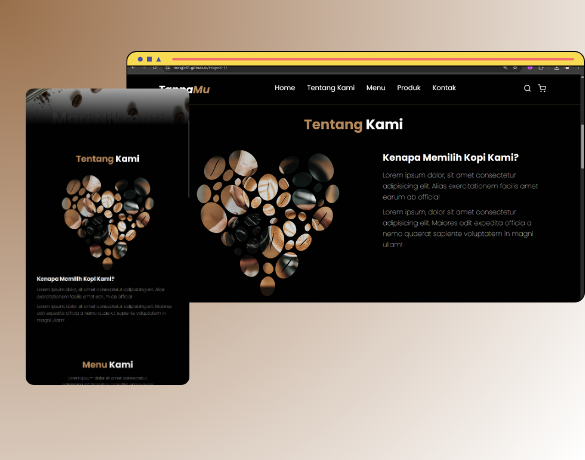 Mu
Home Tentang Kami Menu Produk Kontak
Tentang Kami
Kenapa Memilih Kopi Kami?
Lorem ipsum dolor, sit amet consectetur
adipisicing elit. Alias exercitationem facilis amet
earum ab officia!
Lorem ipsum dolor sit amet consectetur,
adipisicing elit. Maiores odit expedita officia a
nemo quaerat sapiente voluptatem in magni
ullam!
Tentang Kami
Kenapa Memilih Kopi Kami?
Lorem ipsum dolor, sit amet consectetur adipisicing elit. Alias
exercitationem facilis amet earum ab officia!
Lorem ipsum dolor sit amet consectetur, adipisicing elit. Maiores
odit expedita officia a nemo quaerat sapiente voluptatem in
magni ullam!
Menu Kami